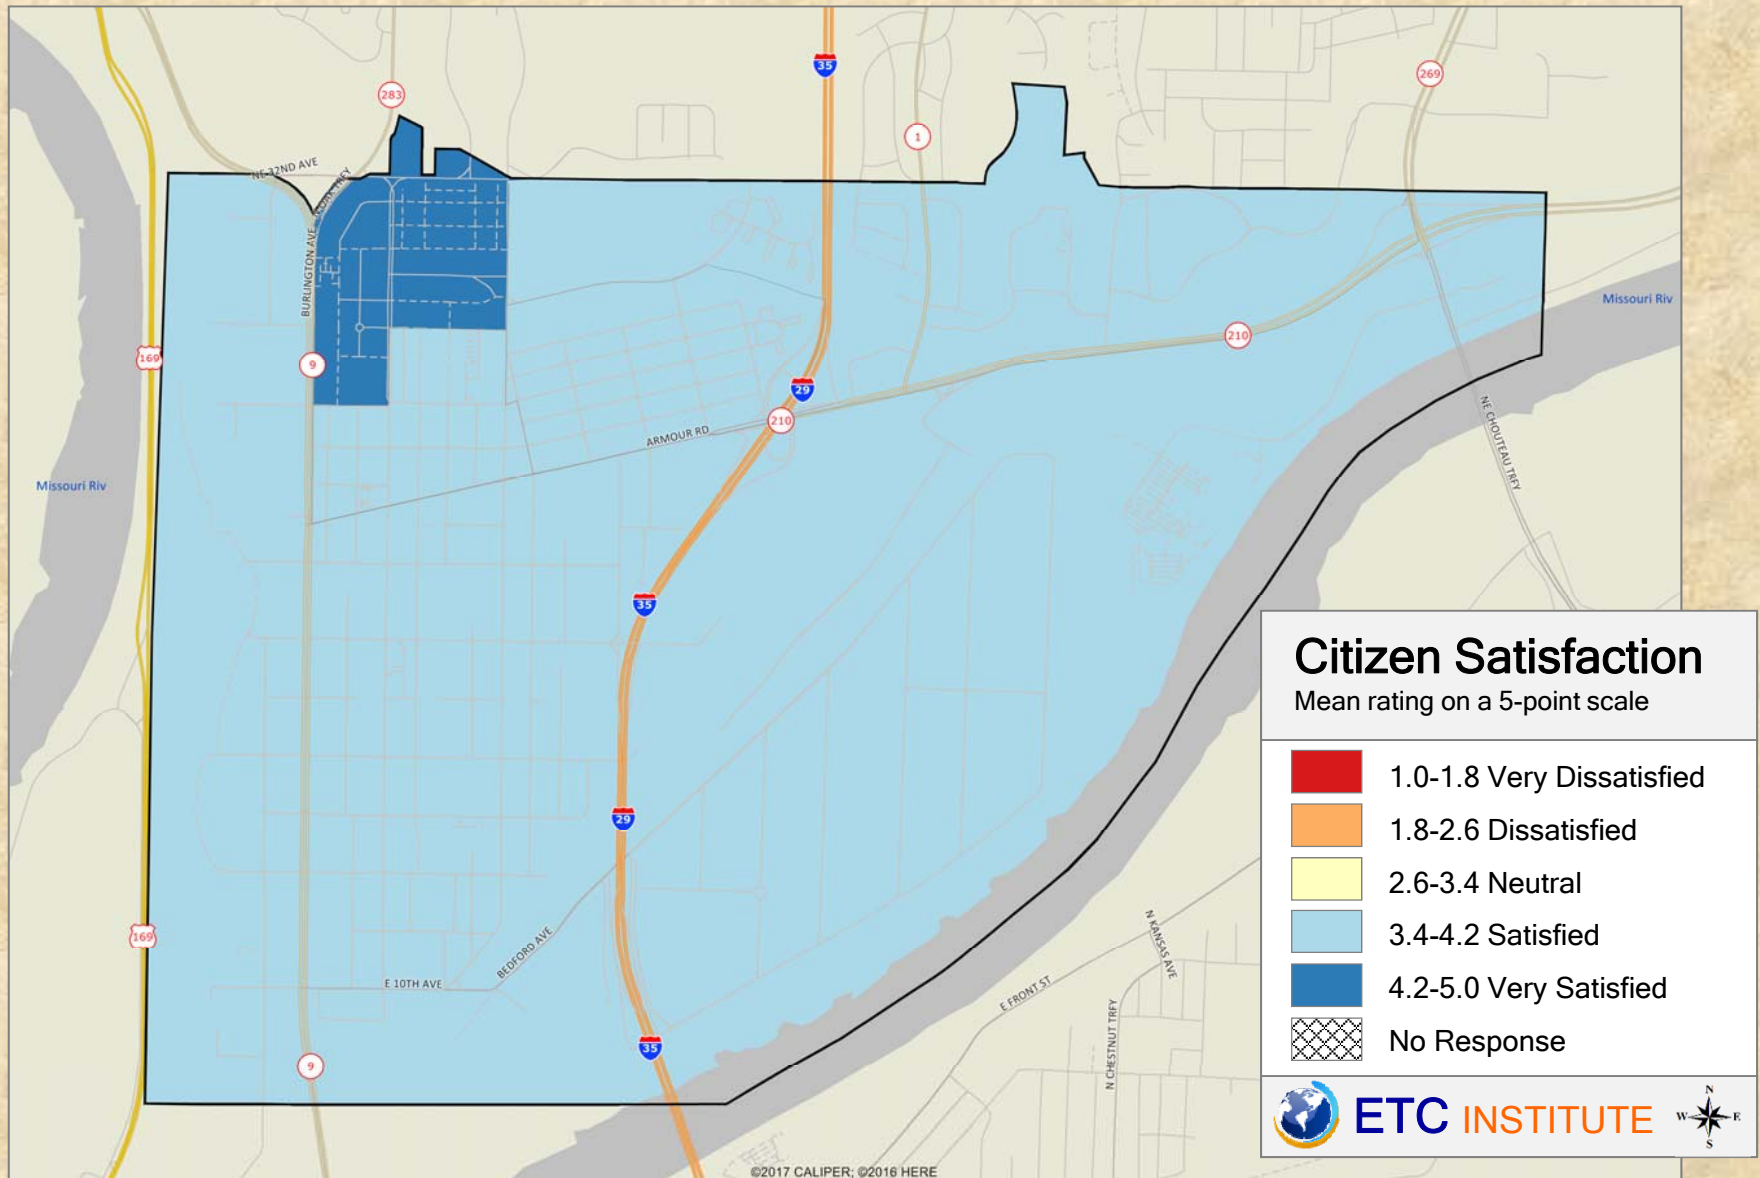 35
269
283
1
NE 32ND AVE
N OAK TRFY
BURLINGTON AVE
Missouri Riv
210
169
9
29
210
ARMOUR RD
NE CHOUTEAU TRFY
Missouri Riv
35
Citizen Satisfaction
Mean rating on a 5-point scale
1.0-1.8 Very Dissatisfied
1.8-2.6 Dissatisfied
2.6-3.4 Neutral
3.4-4.2 Satisfied
4.2-5.0 Very Satisfied
No Response
29
169
BEDFORD AVE
E 10TH AVE
N KANSAS AVE
E FRONT ST
N CHESTNUT TRFY
35
9
ETC INSTITUTE
N
W E
S
©2017 CALIPER; ©2016 HERE